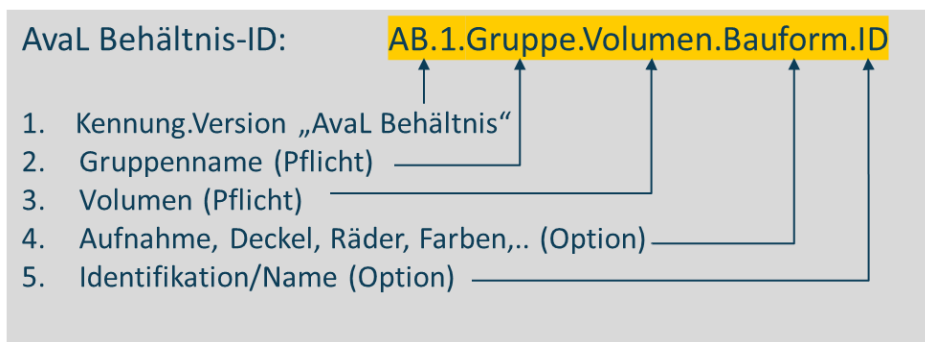 AvaL Behältnis-ID: AB.1.Gruppe.Volumen.Bauform.ID
1. Kennung.Version „AvaL Behältnis“
2. Gruppenname (Pflicht)
3. Volumen (Pflicht)
4. Aufnahme, Deckel, Räder, Farben,.. (Option)
5. Identifikation/Name (Option)